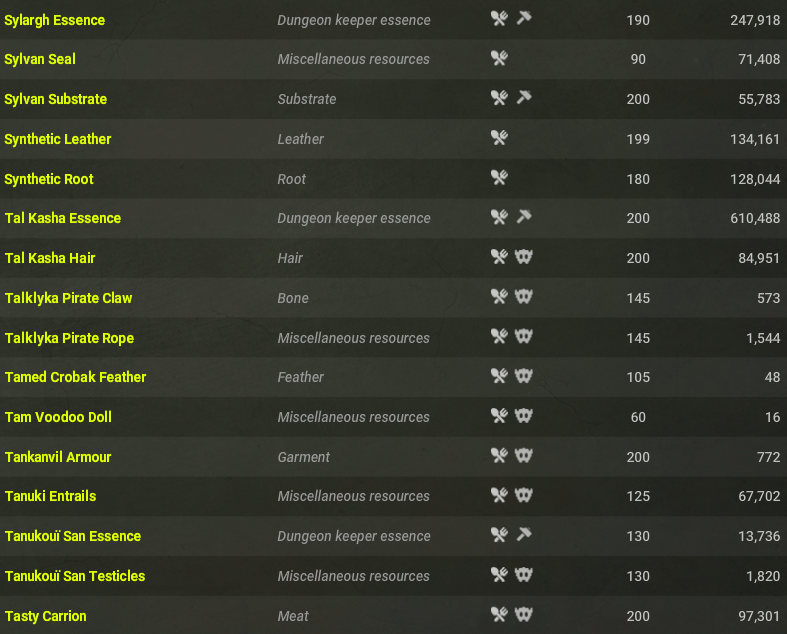 Sylargh Essence Dungeon keeper essence 190 247,918
Sylvan Seal Miscellaneous resources 90 71,408
Sylvan Substrate Substrate 200 55,783
Synthetic Leather Leather 199 134,161
Synthetic Root Root 180 128,044
Tal Kasha Essence Dungeon keeper essence 200 610,488
Tal Kasha Hair Hair 200 84,951
Talklyka Pirate Claw Bone 145 573
Talklyka Pirate Rope Miscellaneous resources 145 1,544
Tamed Crobak Feather Feather 105 48
Tam Voodoo Doll Miscellaneous resources 60 16
Tankanvil Armour Garment 200 772
Tanuki Entrails Miscellaneous resources 125 67,702
Tanukouï San Essence Dungeon keeper essence 130 13,736
Tanukouï San Testicles Miscellaneous resources 130 1,820
Tasty Carrion Meat 200 97,301